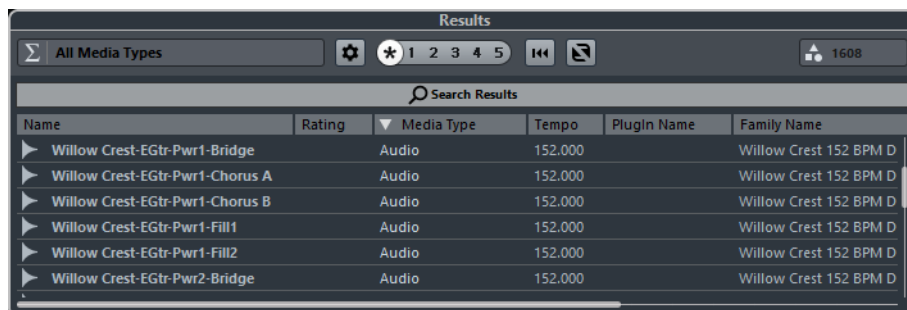 Results
All Media Types * 1 2 3 4 5 1608
Search Results
Name Rating Media Type Tempo PlugIn Name Family Name
Willow Crest-EGtr-Pwr1-Bridge Audio 152.000 Willow Crest 152 BPM D
Willow Crest-EGtr-Pwr1-Chorus A Audio 152.000 Willow Crest 152 BPM D
Willow Crest-EGtr-Pwr1-Chorus B Audio 152.000 Willow Crest 152 BPM D
Willow Crest-EGtr-Pwr1-Fill1 Audio 152.000 Willow Crest 152 BPM D
Willow Crest-EGtr-Pwr1-Fill2 Audio 152.000 Willow Crest 152 BPM D
Willow Crest-EGtr-Pwr2-Bridge Audio 152.000 Willow Crest 152 BPM D